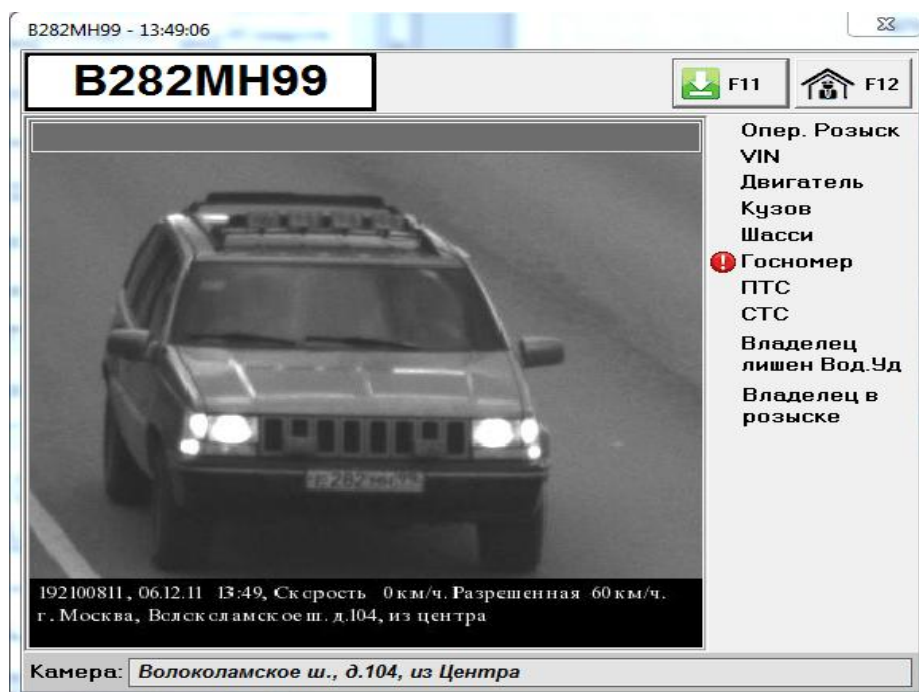 В282МН99 - 13:49:06
В282МН99
F11
F12
Опер. Розыск
VIN
Двигатель
Кузов
Шасси
Госномер
ПТС
СТС
Владелец
лишен Вод.Уд
Владелец в
розыске
282мн99
192100811, 06.12.11 13:49, Скорость 0 км/ч. Разрешенная 60 км/ч.
г. Москва, Волоколамское ш. д.104, из центра
Камера: Волоколамское ш., д.104, из Центра